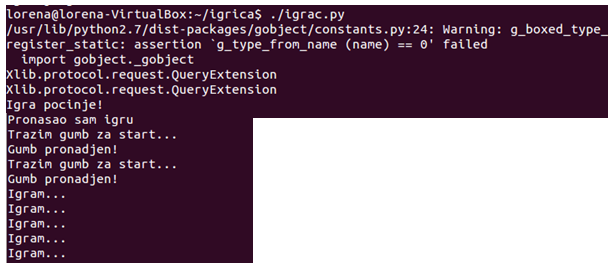 lorena@lorena-VirtualBox:~/igrica$ ./igrac.py
/usr/lib/python2.7/dist-packages/gobject/constants.py:24: Warning: g_boxed_type_
register_static: assertion `g_type_from_name (name) == 0' failed
  import gobject._gobject
Xlib.protocol.request.QueryExtension
Xlib.protocol.request.QueryExtension
Igra pocinje!
Pronasao sam igru
Trazim gumb za start...
Gumb pronadjen!
Trazim gumb za start...
Gumb pronadjen!
Igram...
Igram...
Igram...
Igram...
Igram...